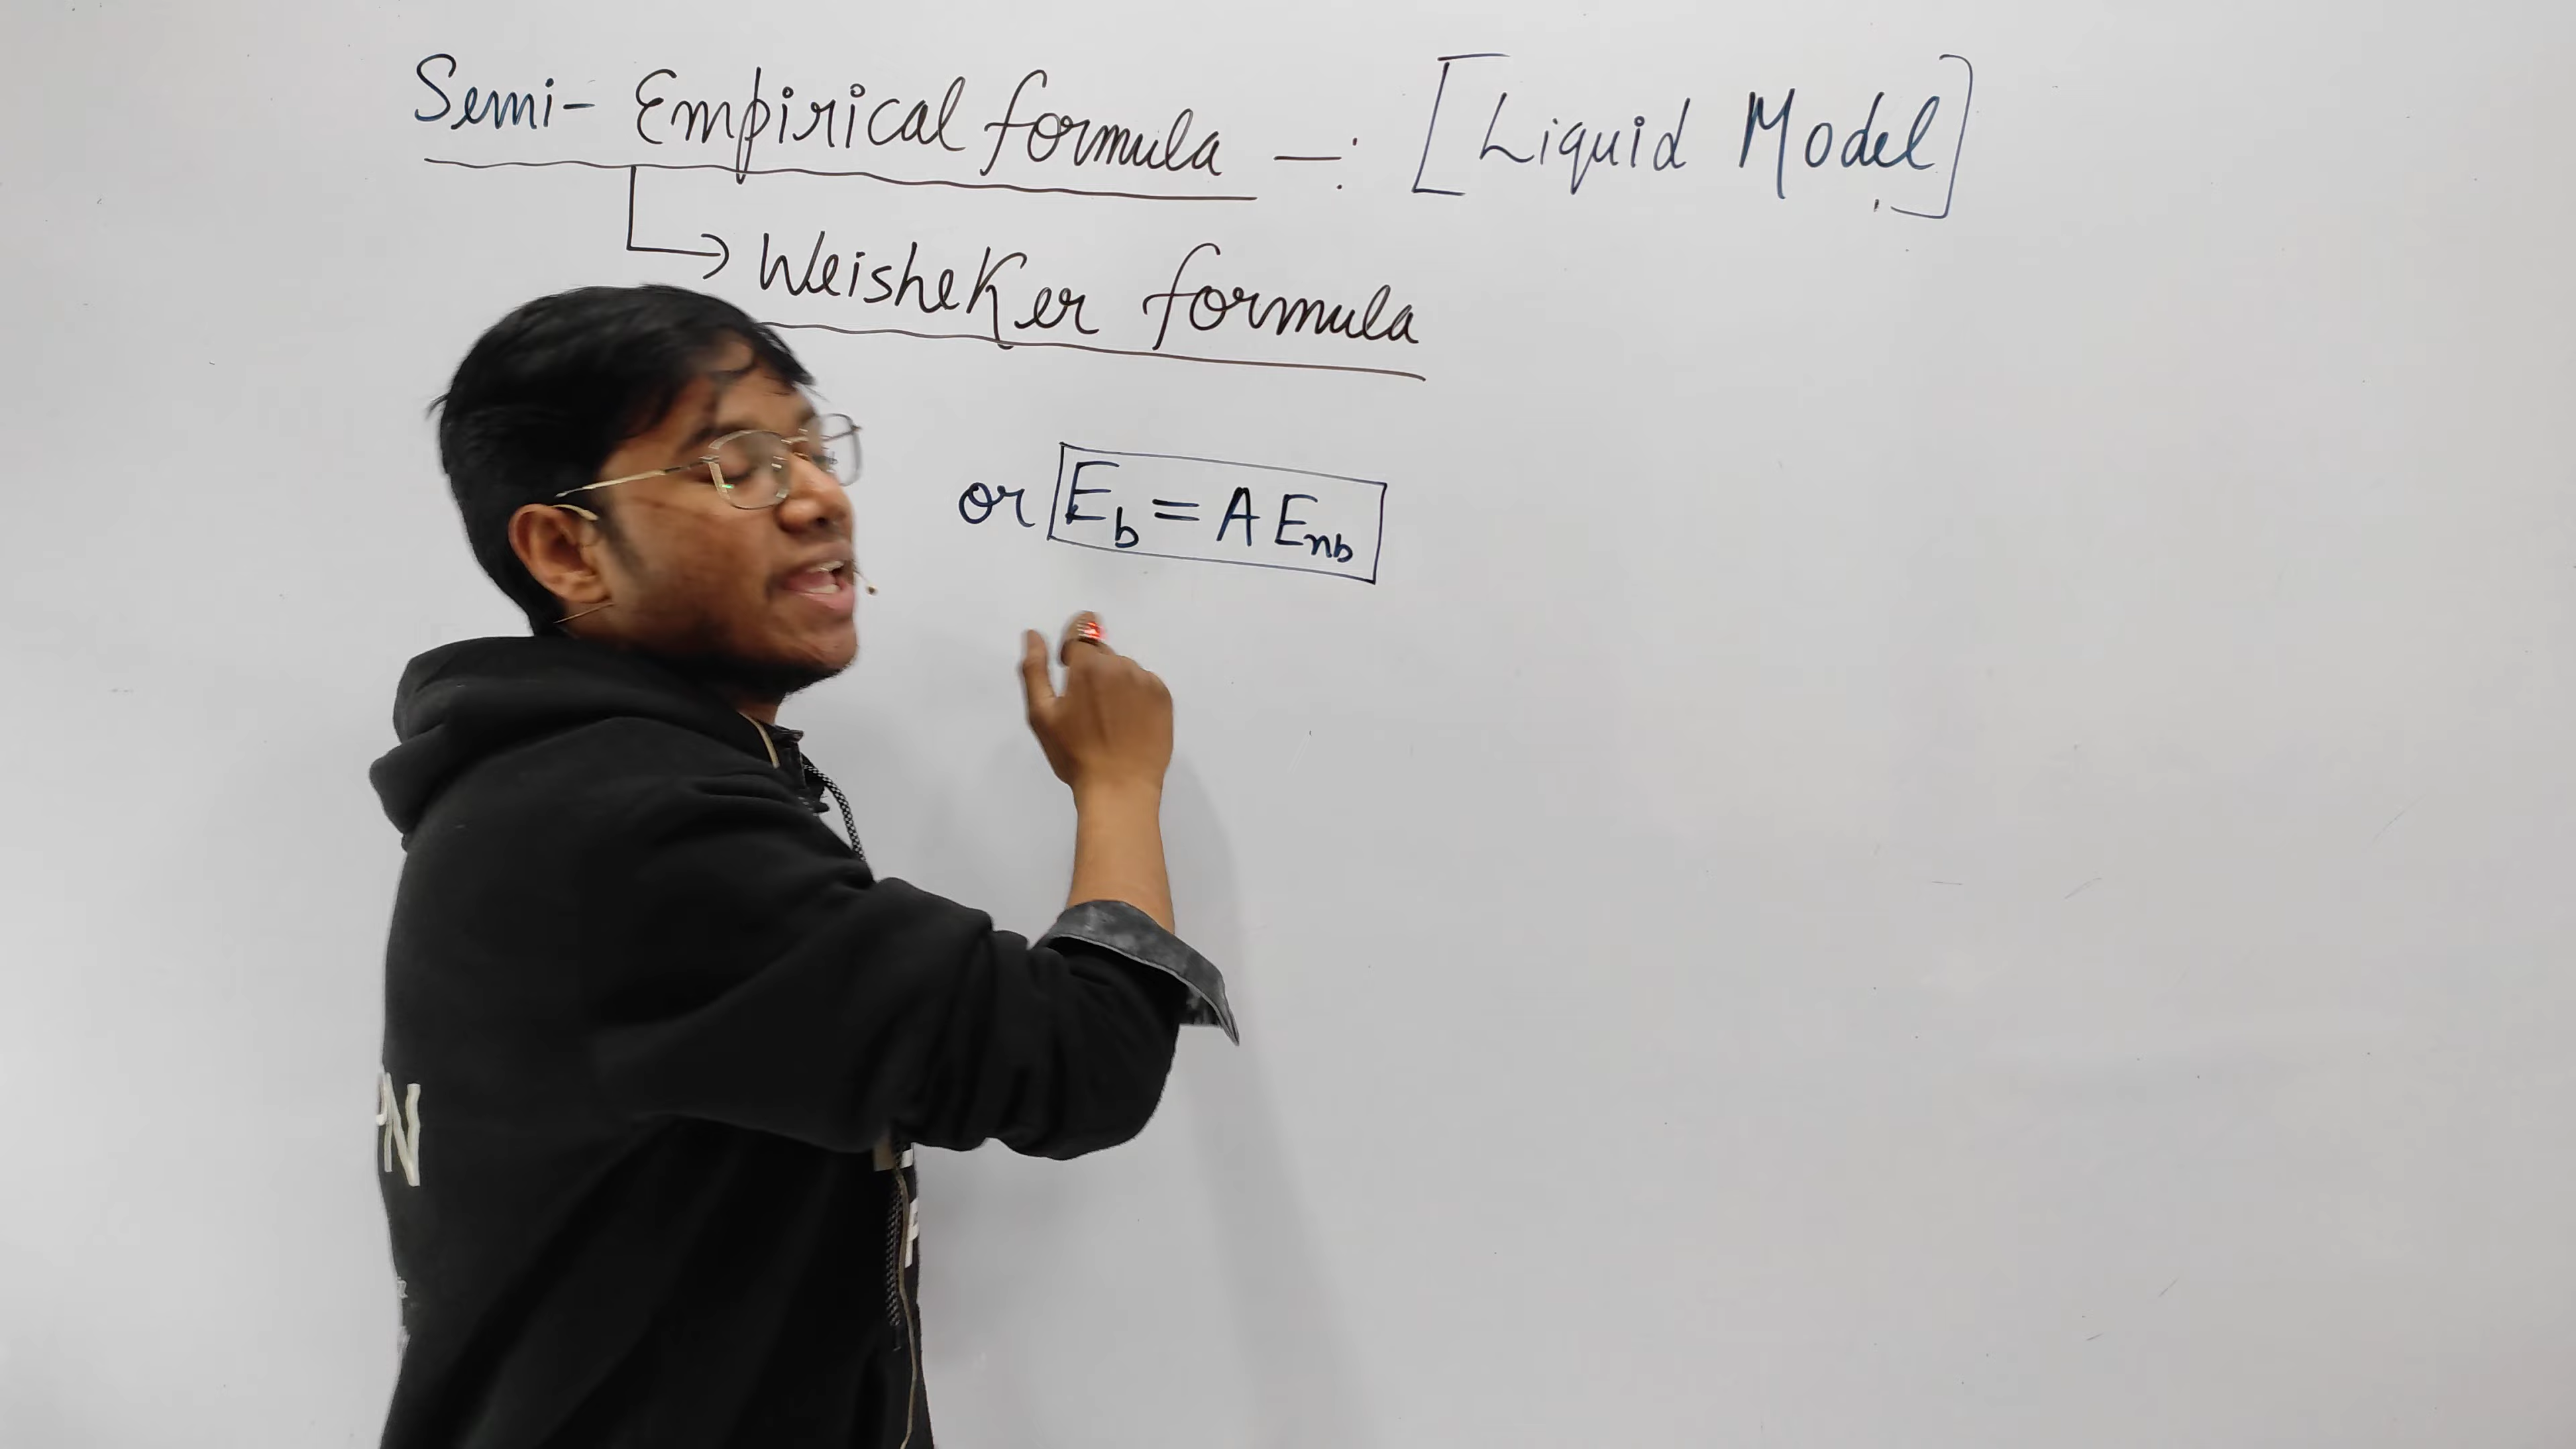 Semi- Empirical formula —: [Liquid Model]
Weisheker formula
or E_b = A E_nb
N